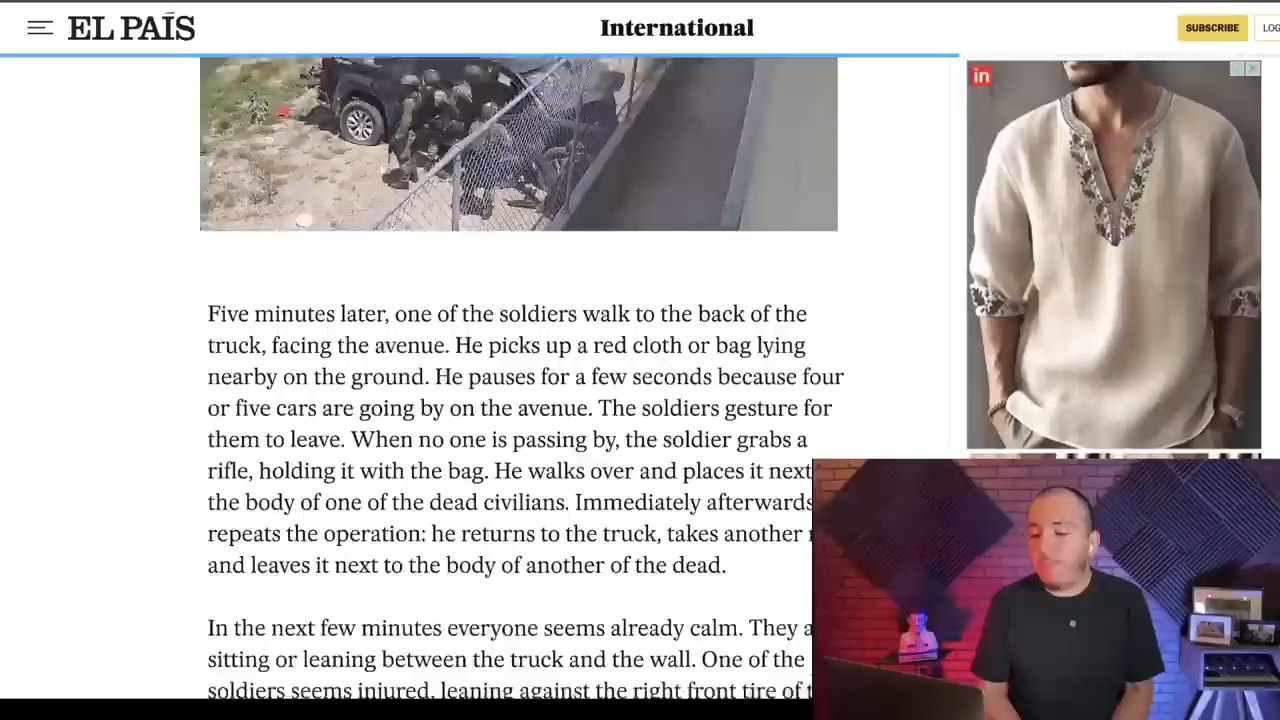 EL PAÍS
International
SUBSCRIBE
LOG
in
Five minutes later, one of the soldiers walk to the back of the
truck, facing the avenue. He picks up a red cloth or bag lying
nearby on the ground. He pauses for a few seconds because four
or five cars are going by on the avenue. The soldiers gesture for
them to leave. When no one is passing by, the soldier grabs a
rifle, holding it with the bag. He walks over and places it next
the body of one of the dead civilians. Immediately afterwards
repeats the operation: he returns to the truck, takes another
and leaves it next to the body of another of the dead.
In the next few minutes everyone seems already calm. They a
sitting or leaning between the truck and the wall. One of the
soldiers seems injured, leaning against the right front tire of t